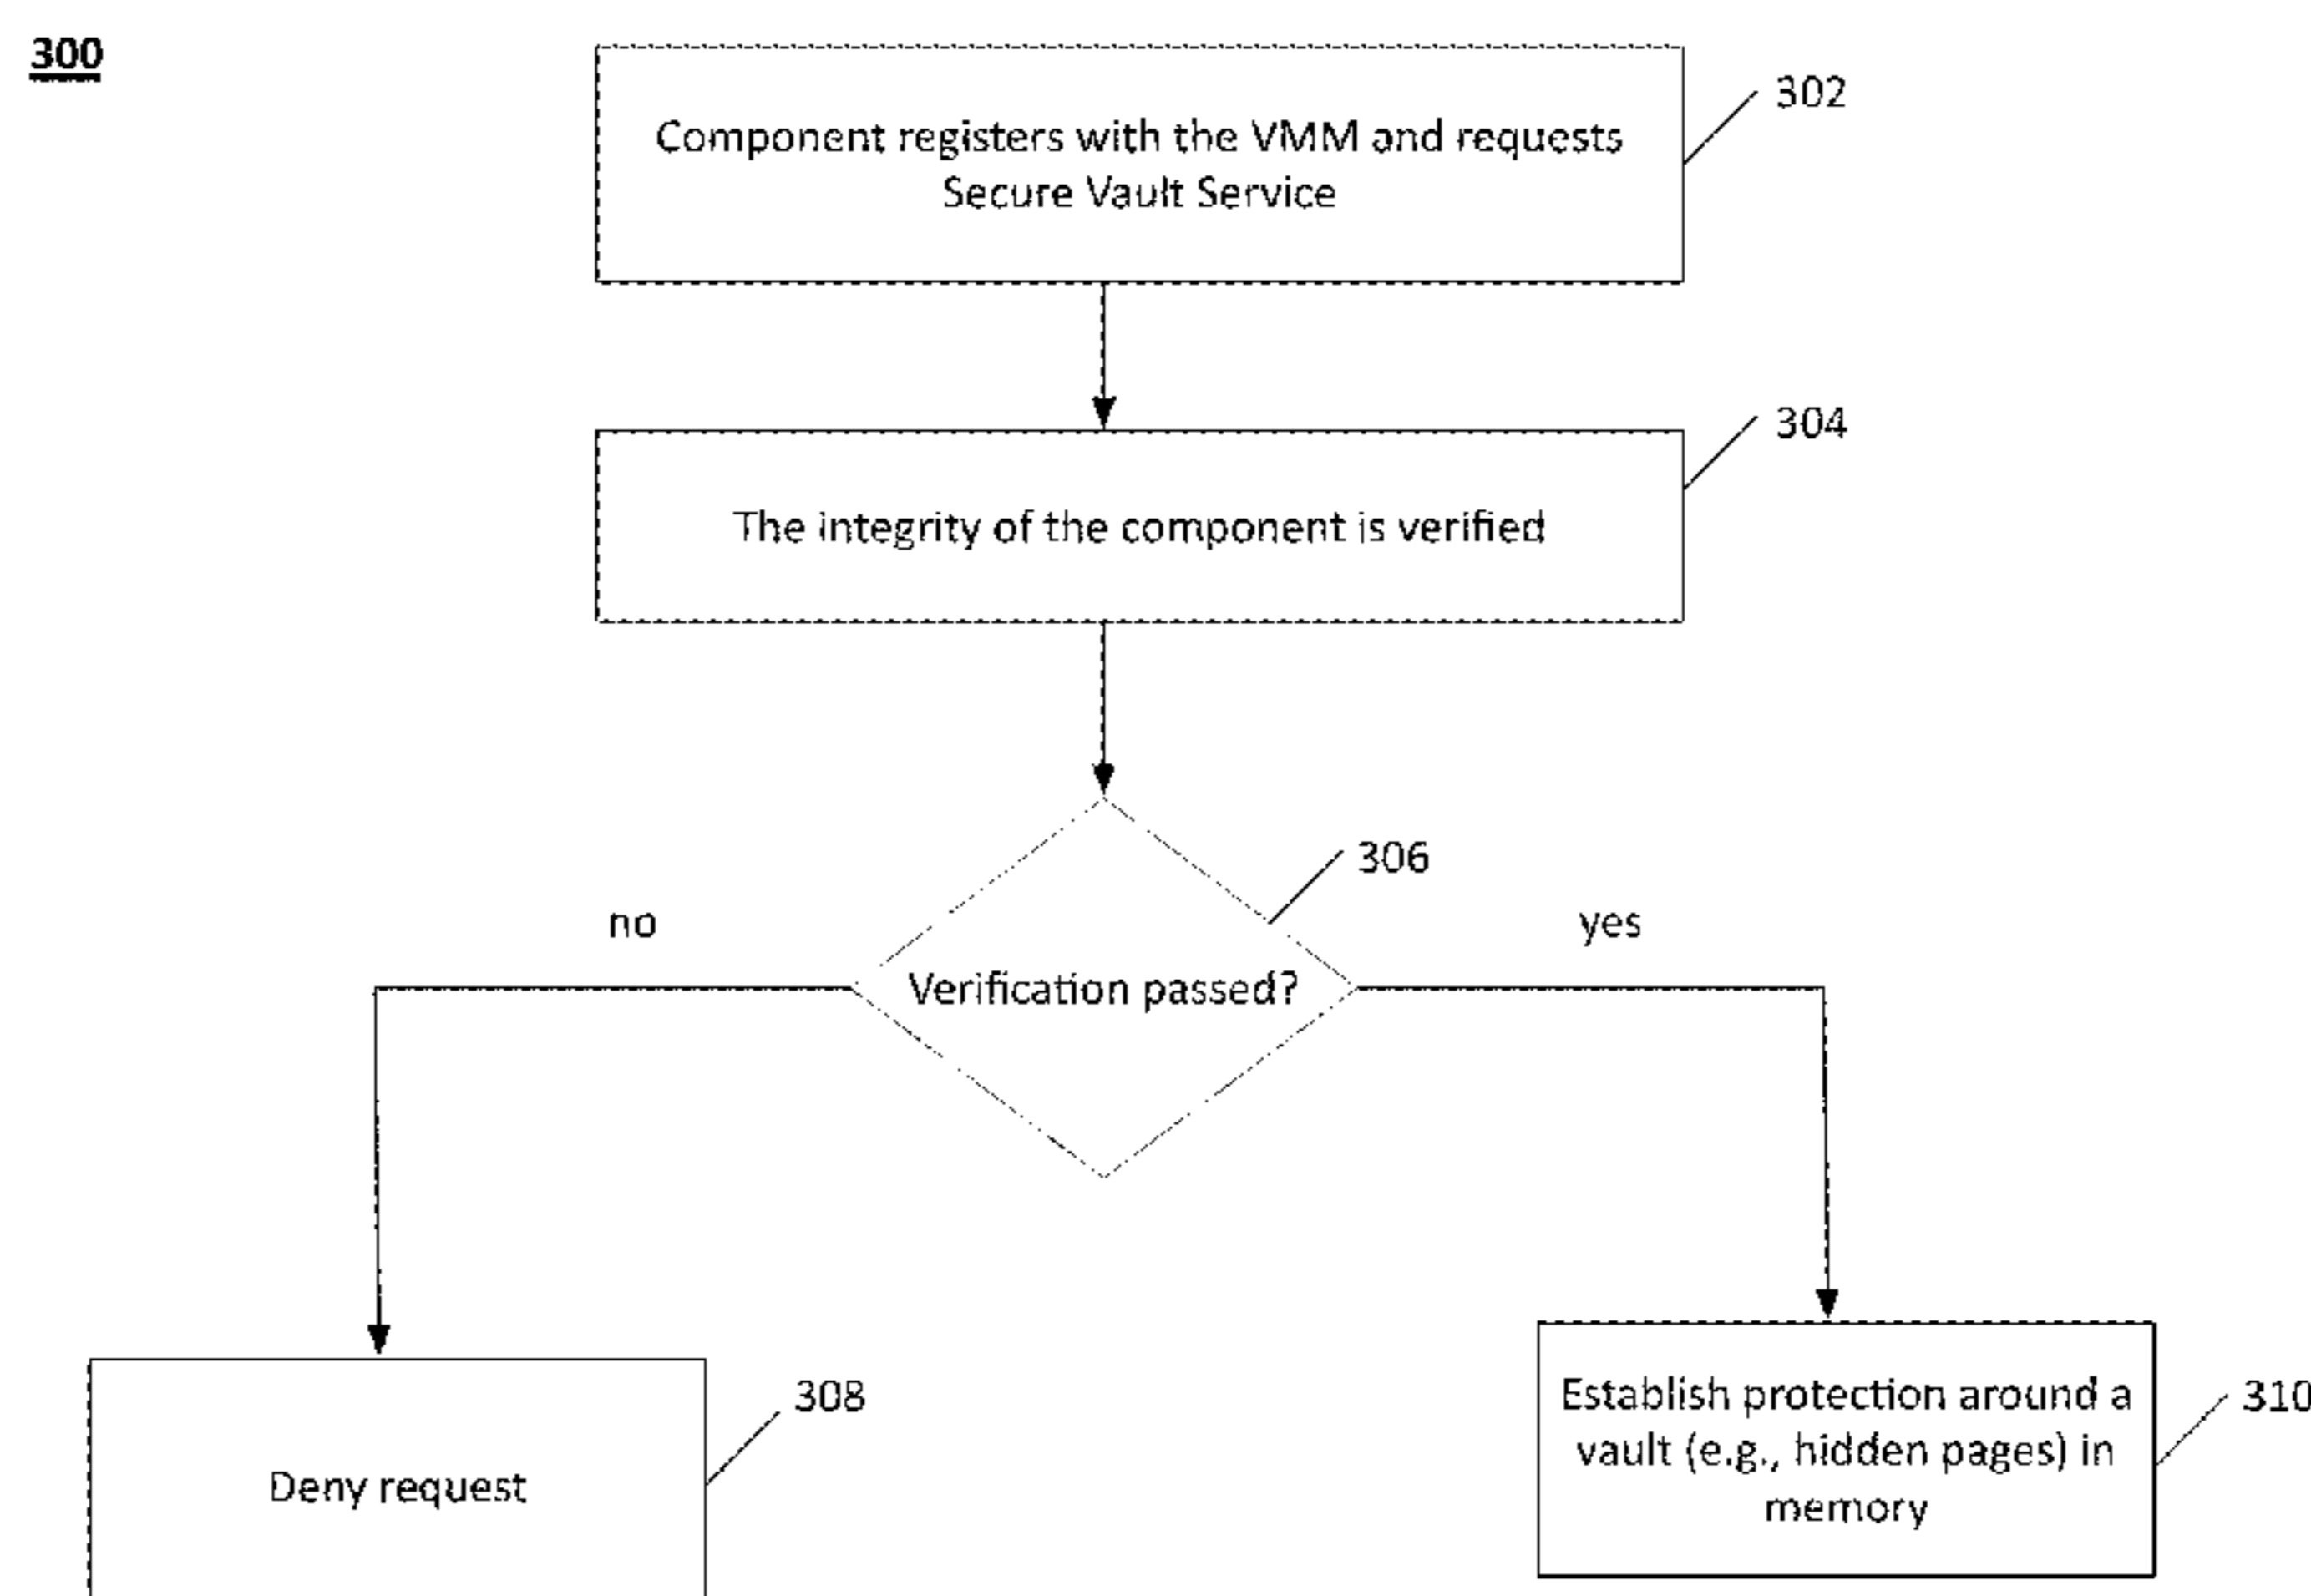 300
302
Component registers with the VMM and requests
Secure Vault Service
304
The integrity of the component is verified
306
no
yes
Verification passed?
308
Deny request
310
Establish protection around a
vault (e.g., hidden pages) in
memory